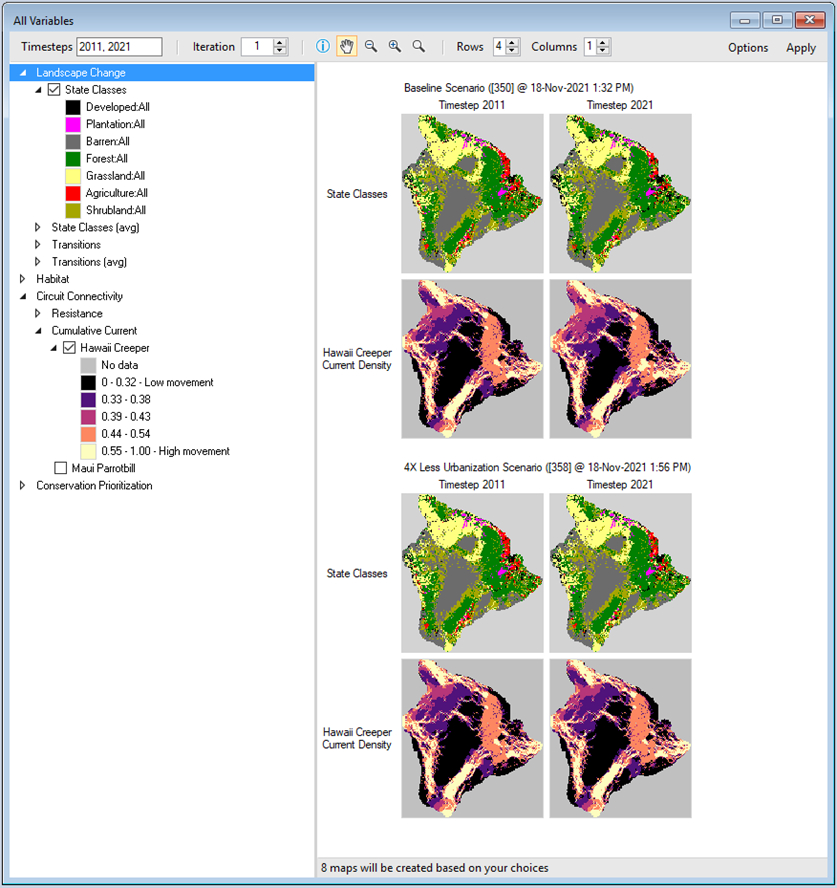 All Variables
Timesteps 2011, 2021 Iteration 1 Rows 4 Columns 1 Options Apply
Landscape Change
State Classes
Developed:All
Plantation:All
Barren:All
Forest:All
Grassland:All
Agriculture:All
Shrubland:All
State Classes (avg)
Transitions
Transitions (avg)
Habitat
Circuit Connectivity
Resistance
Cumulative Current
Hawaii Creeper
No data
0 - 0.32 - Low movement
0.33 - 0.38
0.39 - 0.43
0.44 - 0.54
0.55 - 1.00 - High movement
Maui Parrotbill
Conservation Prioritization
Baseline Scenario ([350] @ 18-Nov-2021 1:32 PM)
Timestep 2011 Timestep 2021
State Classes
Hawaii Creeper
Current Density
4X Less Urbanization Scenario ([358] @ 18-Nov-2021 1:56 PM)
Timestep 2011 Timestep 2021
State Classes
Hawaii Creeper
Current Density
8 maps will be created based on your choices